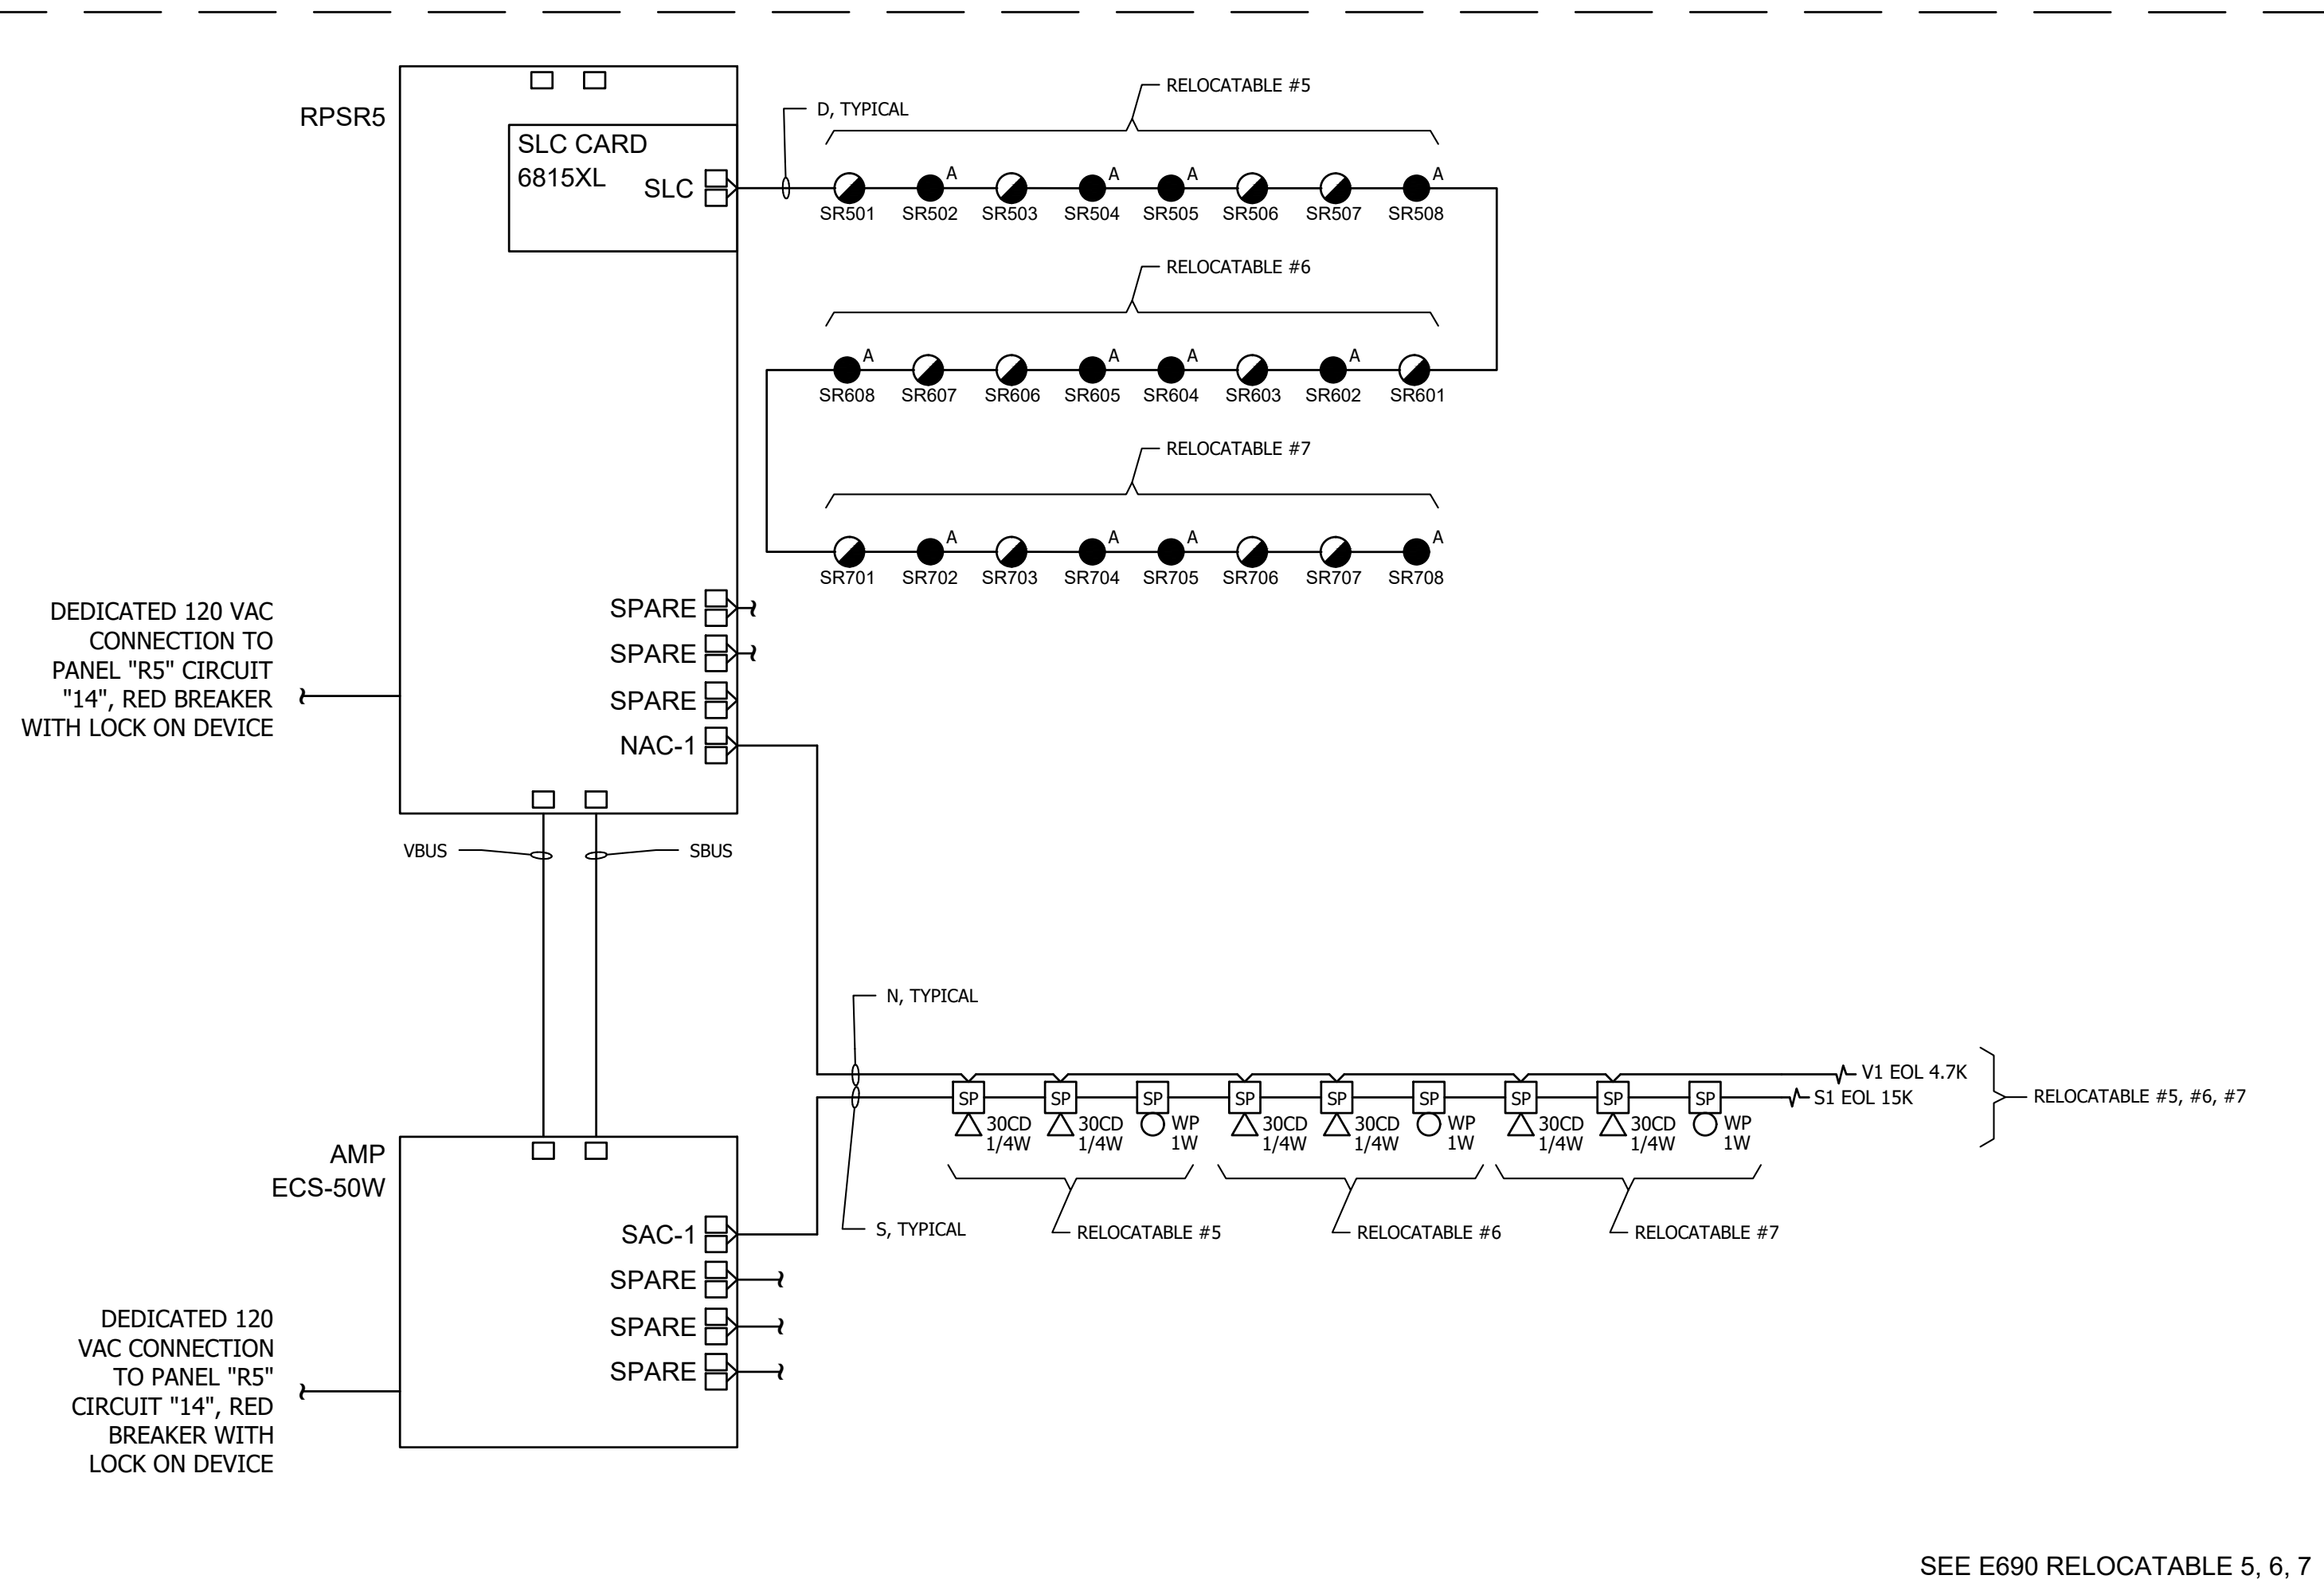 RPSR5
SLC CARD
6815XL
SLC
D, TYPICAL
RELOCATABLE #5
A
A
A
A
SR501
SR502
SR503
SR504
SR505
SR506
SR507
SR508
RELOCATABLE #6
A
A
A
A
SR608
SR607
SR606
SR605
SR604
SR603
SR602
SR601
RELOCATABLE #7
A
A
A
A
SR701
SR702
SR703
SR704
SR705
SR706
SR707
SR708
DEDICATED 120 VAC
CONNECTION TO
PANEL "R5" CIRCUIT
"14", RED BREAKER
WITH LOCK ON DEVICE
SPARE
SPARE
SPARE
NAC-1
VBUS
SBUS
N, TYPICAL
V1 EOL 4.7K
S1 EOL 15K
RELOCATABLE #5, #6, #7
SP
SP
SP
SP
SP
SP
SP
SP
SP
30CD
1/4W
30CD
1/4W
WP
1W
30CD
1/4W
30CD
1/4W
WP
1W
30CD
1/4W
30CD
1/4W
WP
1W
S, TYPICAL
RELOCATABLE #5
RELOCATABLE #6
RELOCATABLE #7
AMP
ECS-50W
SAC-1
SPARE
SPARE
SPARE
DEDICATED 120
VAC CONNECTION
TO PANEL "R5"
CIRCUIT "14", RED
BREAKER WITH
LOCK ON DEVICE
SEE E690 RELOCATABLE 5, 6, 7